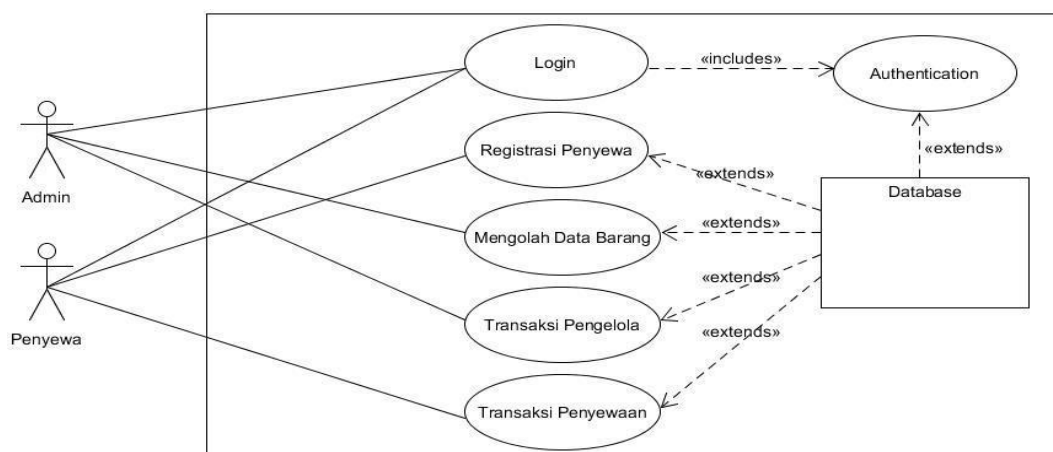 Login
«includes»
Authentication
Admin
Registrasi Penyewa
«extends»
«extends»
Database
Mengolah Data Barang
«extends»
Penyewa
Transaksi Pengelola
«extends»
«extends»
Transaksi Penyewaan